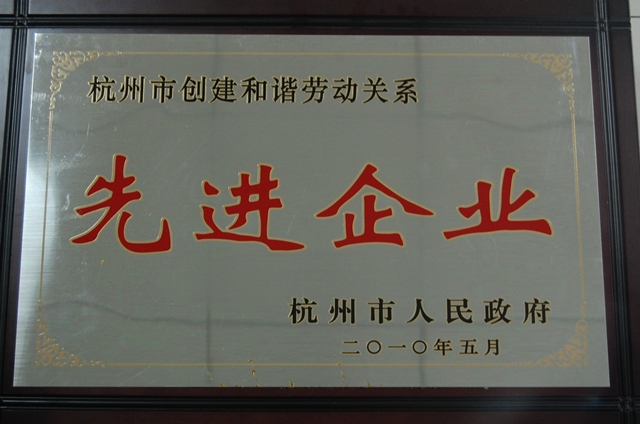 杭州市创建和谐劳动关系
先进企业
杭州市人民政府
二〇一〇年五月